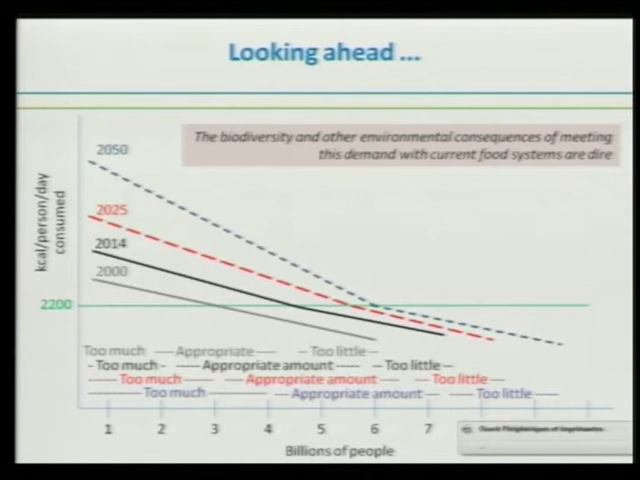 Looking ahead ...
The biodiversity and other environmental consequences of meeting
this demand with current food systems are dire
2050
2025
2014
2000
kcal/person/day
consumed
2200
Too much --- Appropriate --- -- Too little --
- Too much - --- Appropriate amount ---- -- Too little --
------ Too much ---- --- Appropriate amount --- -- Too little --
----------- Too much ---------- --- Appropriate amount --- --- Too little ---
1 2 3 4 5 6 7
Billions of people